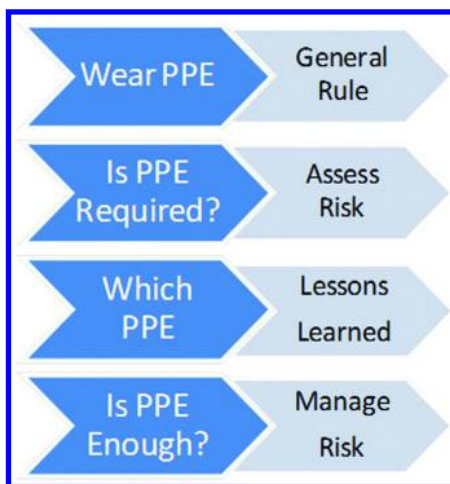 Wear PPE
General
Rule
Is PPE
Required?
Assess
Risk
Which
PPE
Lessons
Learned
Is PPE
Enough?
Manage
Risk